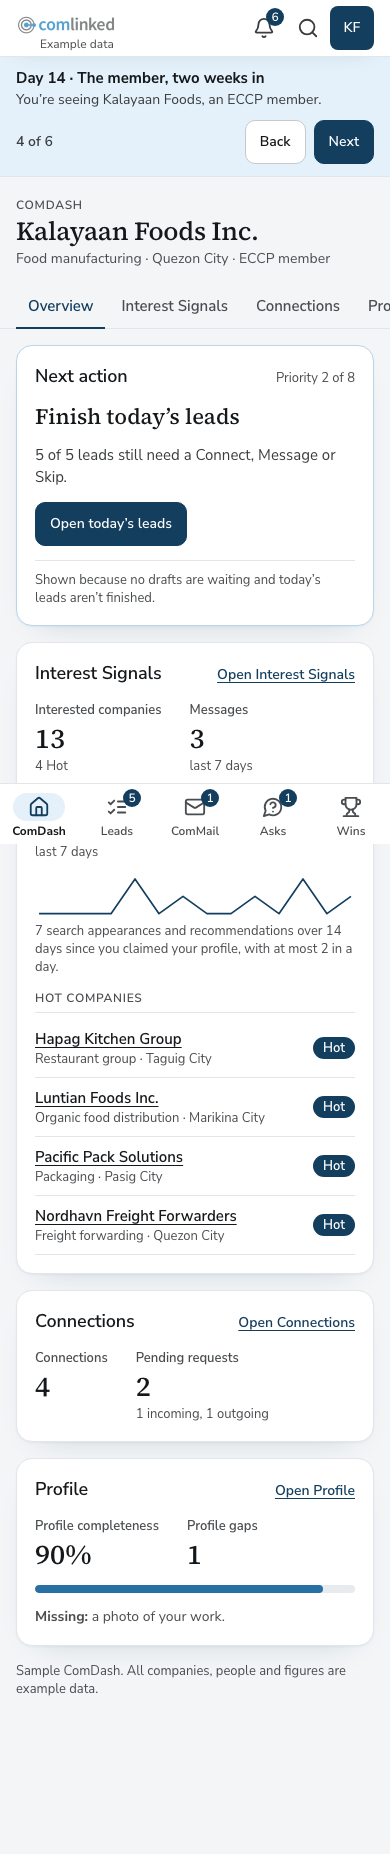 comlinked
Example data
6
KF
Day 14 · The member, two weeks in
You’re seeing Kalayaan Foods, an ECCP member.
4 of 6
Back
Next
COMDASH
Kalayaan Foods Inc.
Food manufacturing · Quezon City · ECCP member
Overview
Interest Signals
Connections
Pro
Next action
Priority 2 of 8
Finish today’s leads
5 of 5 leads still need a Connect, Message or
Skip.
Open today’s leads
Shown because no drafts are waiting and today’s
leads aren’t finished.
Interest Signals
Open Interest Signals
Interested companies
Messages
13
3
4 Hot
last 7 days
5
1
1
ComDash
Leads
ComMail
Asks
Wins
last 7 days
7 search appearances and recommendations over 14
days since you claimed your profile, with at most 2 in a
day.
HOT COMPANIES
Hapag Kitchen Group
Restaurant group · Taguig City
Hot
Luntian Foods Inc.
Organic food distribution · Marikina City
Hot
Pacific Pack Solutions
Packaging · Pasig City
Hot
Nordhavn Freight Forwarders
Freight forwarding · Quezon City
Hot
Connections
Open Connections
Connections
Pending requests
4
2
1 incoming, 1 outgoing
Profile
Open Profile
Profile completeness
Profile gaps
90%
1
Missing: a photo of your work.
Sample ComDash. All companies, people and figures are
example data.